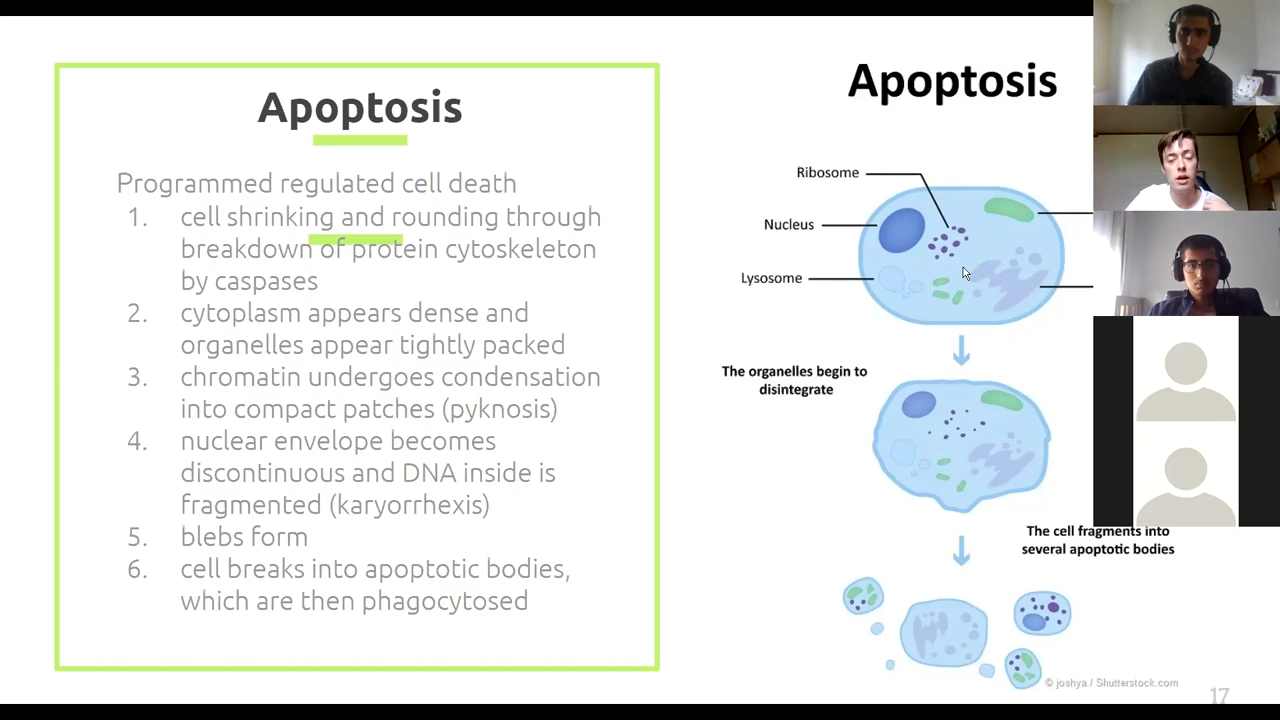 Apoptosis
Programmed regulated cell death
1. cell shrinking and rounding through
breakdown of protein cytoskeleton
by caspases
2. cytoplasm appears dense and
organelles appear tightly packed
3. chromatin undergoes condensation
into compact patches (pyknosis)
4. nuclear envelope becomes
discontinuous and DNA inside is
fragmented (karyorrhexis)
5. blebs form
6. cell breaks into apoptotic bodies,
which are then phagocytosed
Apoptosis
Ribosome
Nucleus
Lysosome
The organelles begin to
disintegrate
The cell fragments into
several apoptotic bodies
© joshya / Shutterstock.com
17